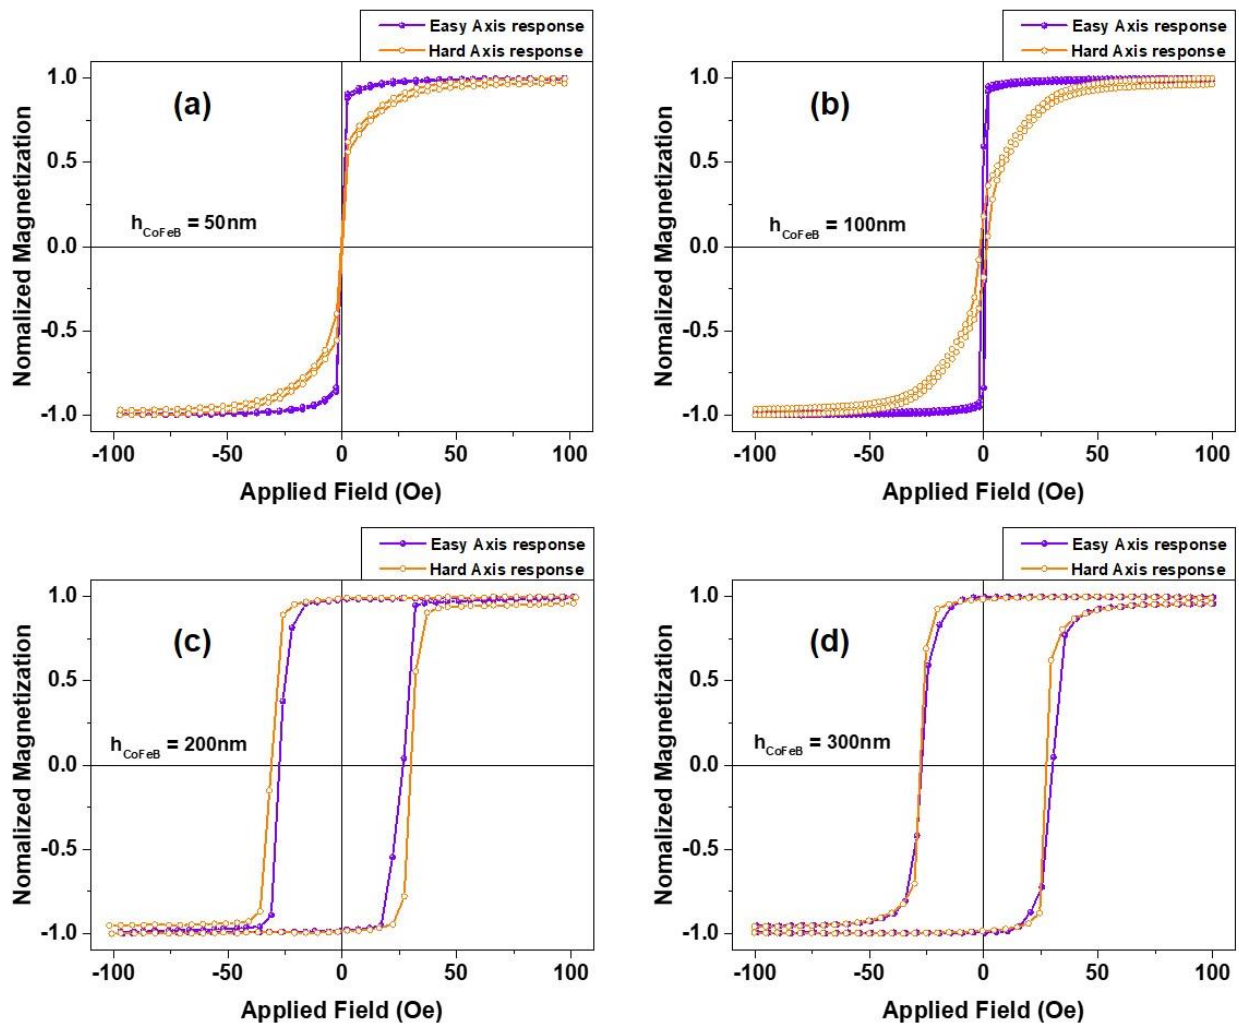 Easy Axis response
Hard Axis response
(a)
h_CoFeB = 50nm
1.0
0.5
0.0
-0.5
-1.0
Nomalized Magnetization
-100
-50
0
50
100
Applied Field (Oe)
Easy Axis response
Hard Axis response
(b)
h_CoFeB = 100nm
1.0
0.5
0.0
-0.5
-1.0
Nomalized Magnetization
-100
-50
0
50
100
Applied Field (Oe)
Easy Axis response
Hard Axis response
(c)
h_CoFeB = 200nm
1.0
0.5
0.0
-0.5
-1.0
Nomalized Magnetization
-100
-50
0
50
100
Applied Field (Oe)
Easy Axis response
Hard Axis response
(d)
h_CoFeB = 300nm
1.0
0.5
0.0
-0.5
-1.0
Nomalized Magnetization
-100
-50
0
50
100
Applied Field (Oe)